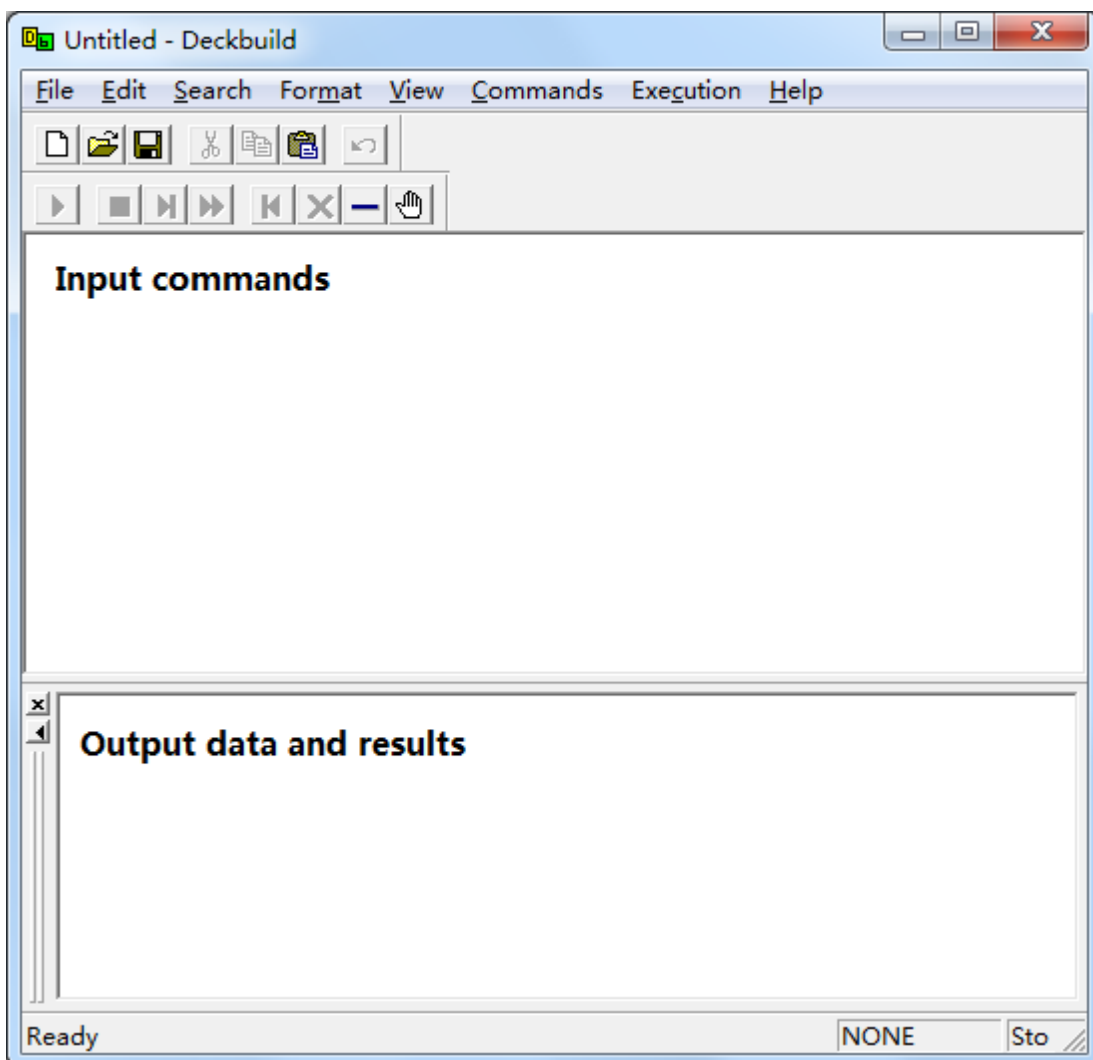 Untitled - Deckbuild
File Edit Search Format View Commands Execution Help
Input commands
Output data and results
Ready NONE Sto